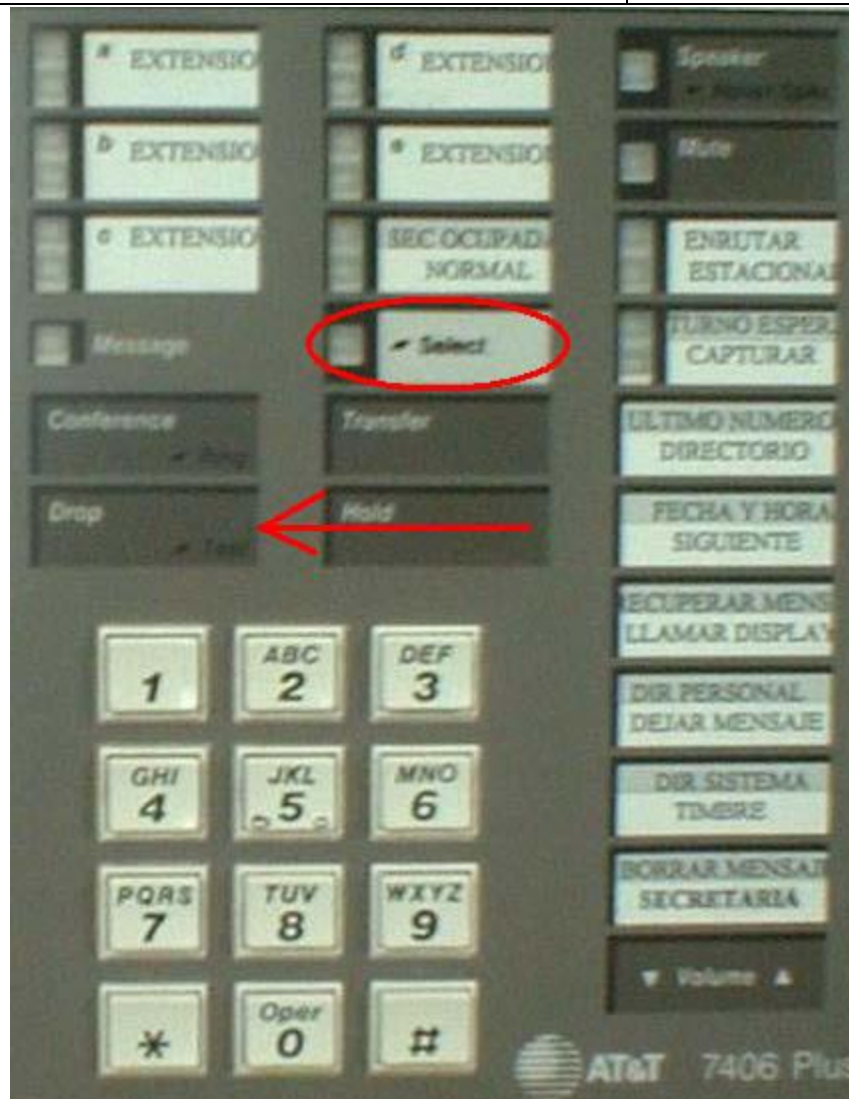 a EXTENSIO
d EXTENSIO
Speaker
b EXTENSIO
e EXTENSIO
Mute
c EXTENSIO
SEC OCUPADA
NORMAL
ENRUTAR
ESTACIONA
Message
Select
TURNO ESPER
CAPTURAR
Conference
Ring
Transfer
ULTIMO NUMERO
DIRECTORIO
Drop
Test
Hold
FECHA Y HORA
SIGUIENTE
RECUPERAR MENS
LLAMAR DISPLAY
1
ABC
2
DEF
3
DIR PERSONAL
DEJAR MENSAJE
GHI
4
JKL
5
MNO
6
DIR SISTEMA
TIMBRE
PQRS
7
TUV
8
WXYZ
9
BORRAR MENSAJ
SECRETARIA
Volume
*
Oper
0
#
AT&T 7406 Plus